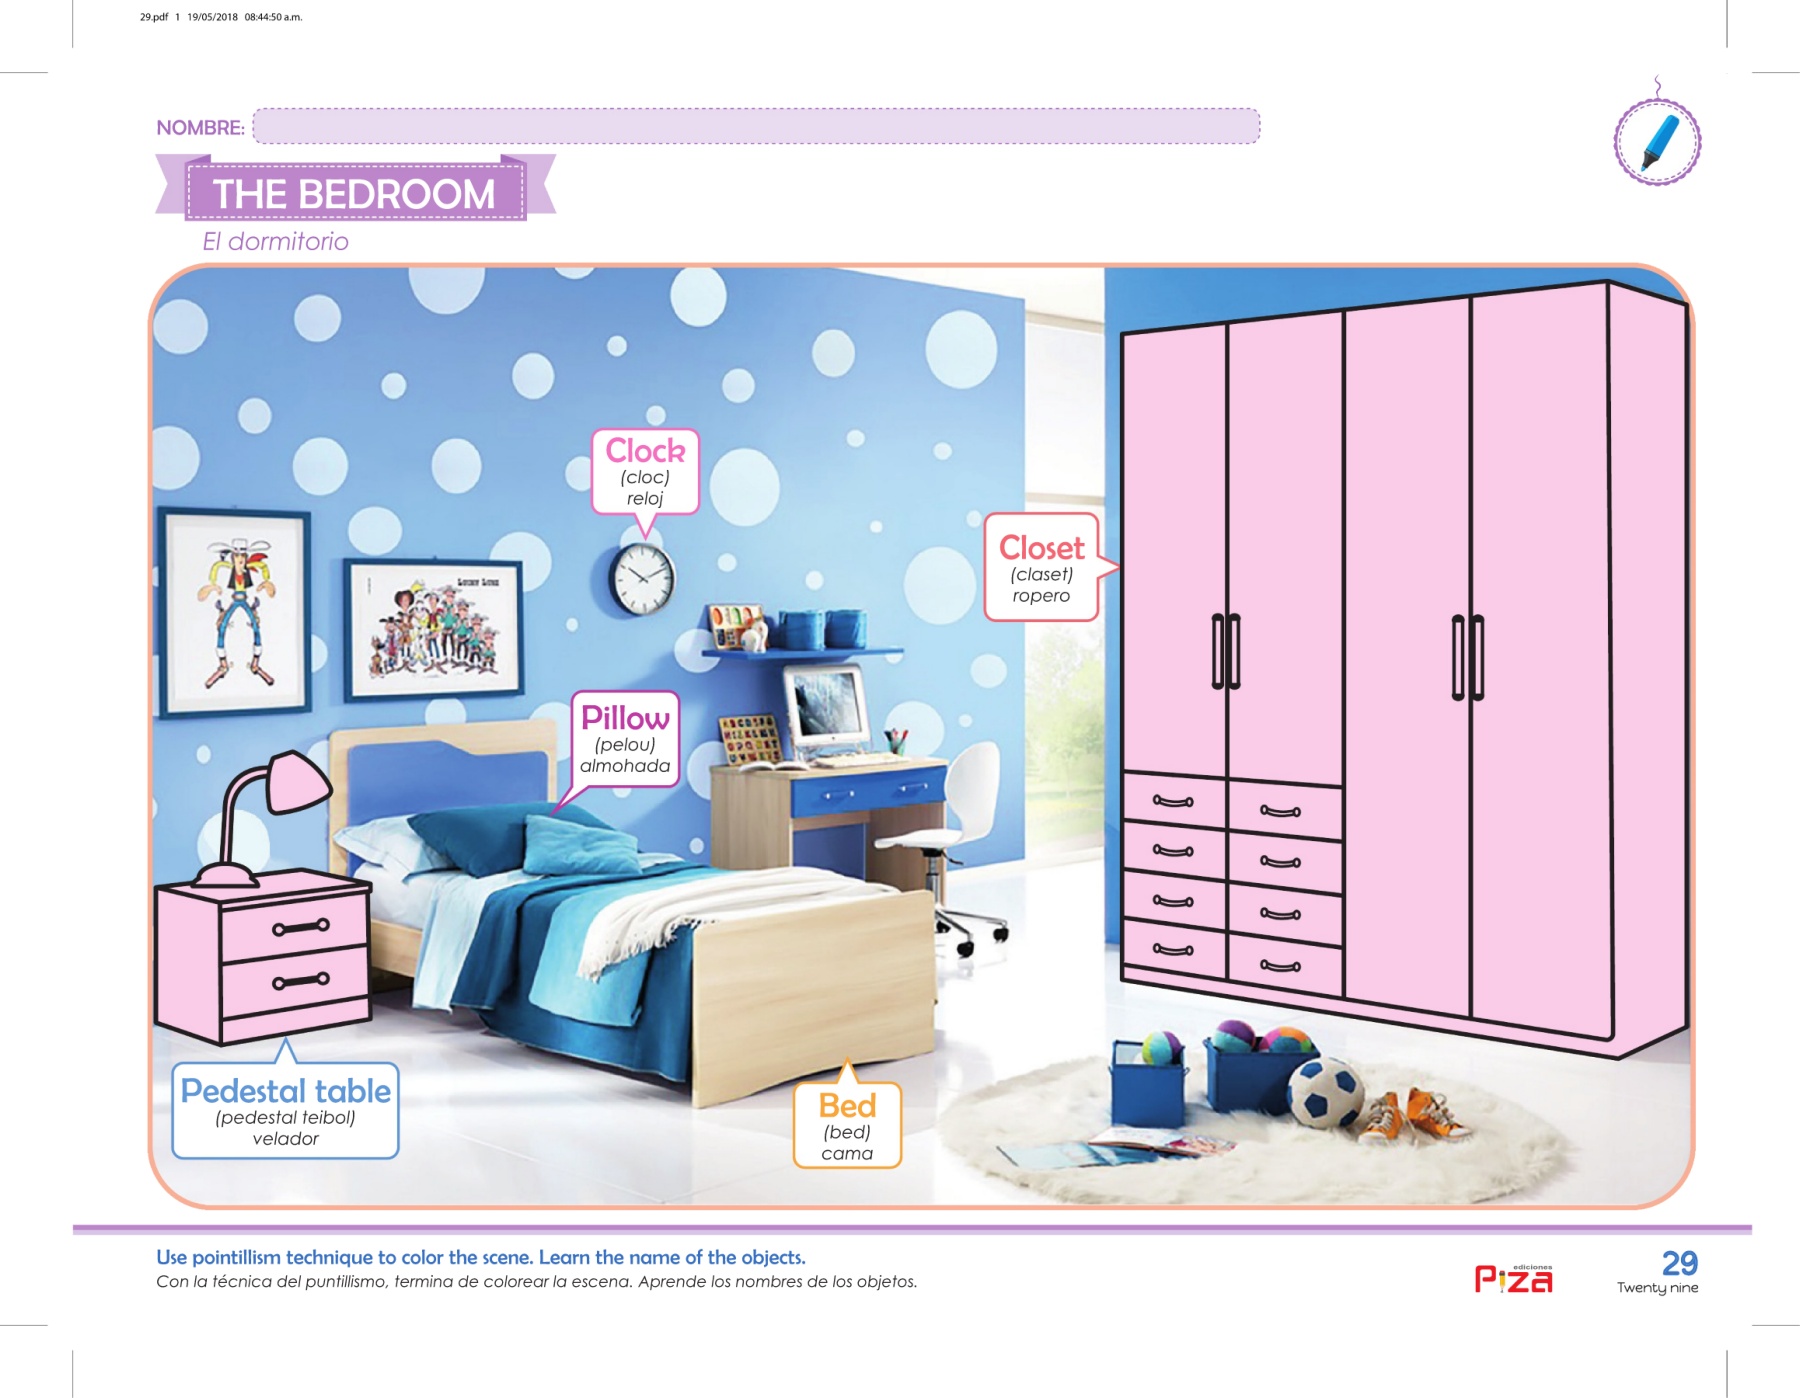 29.pdf 1 19/05/2018 08:44:50 a.m.
NOMBRE:
THE BEDROOM
El dormitorio
Clock
(cloc)
reloj
Closet
(claset)
ropero
LUCKY LUKE
Pillow
(pelou)
almohada
Pedestal table
(pedestal teibol)
velador
Bed
(bed)
cama
Use pointillism technique to color the scene. Learn the name of the objects.
Con la técnica del puntillismo, termina de colorear la escena. Aprende los nombres de los objetos.
ediciones
Piza
29
Twenty nine